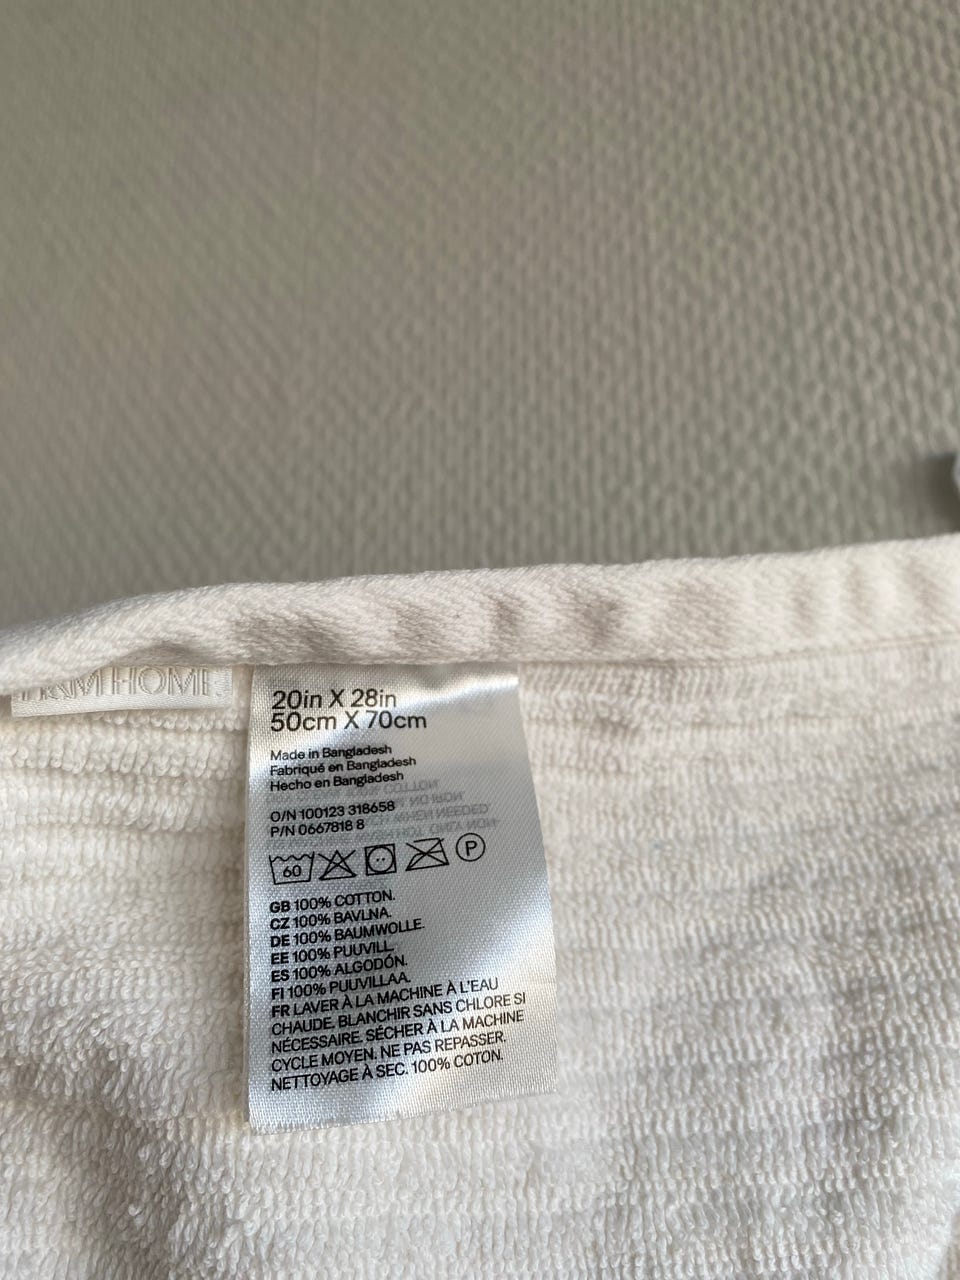 H&M HOME
20in X 28in
50cm X 70cm
Made in Bangladesh
Fabriqué en Bangladesh
Hecho en Bangladesh
O/N 100123 318658
P/N 0667818 8
60 P
GB 100% COTTON.
CZ 100% BAVLNA.
DE 100% BAUMWOLLE.
EE 100% PUUVILL.
ES 100% ALGODÓN.
FI 100% PUUVILLAA.
FR LAVER À LA MACHINE À L'EAU
CHAUDE. BLANCHIR SANS CHLORE SI
NÉCESSAIRE. SÉCHER À LA MACHINE
CYCLE MOYEN. NE PAS REPASSER.
NETTOYAGE À SEC. 100% COTON.